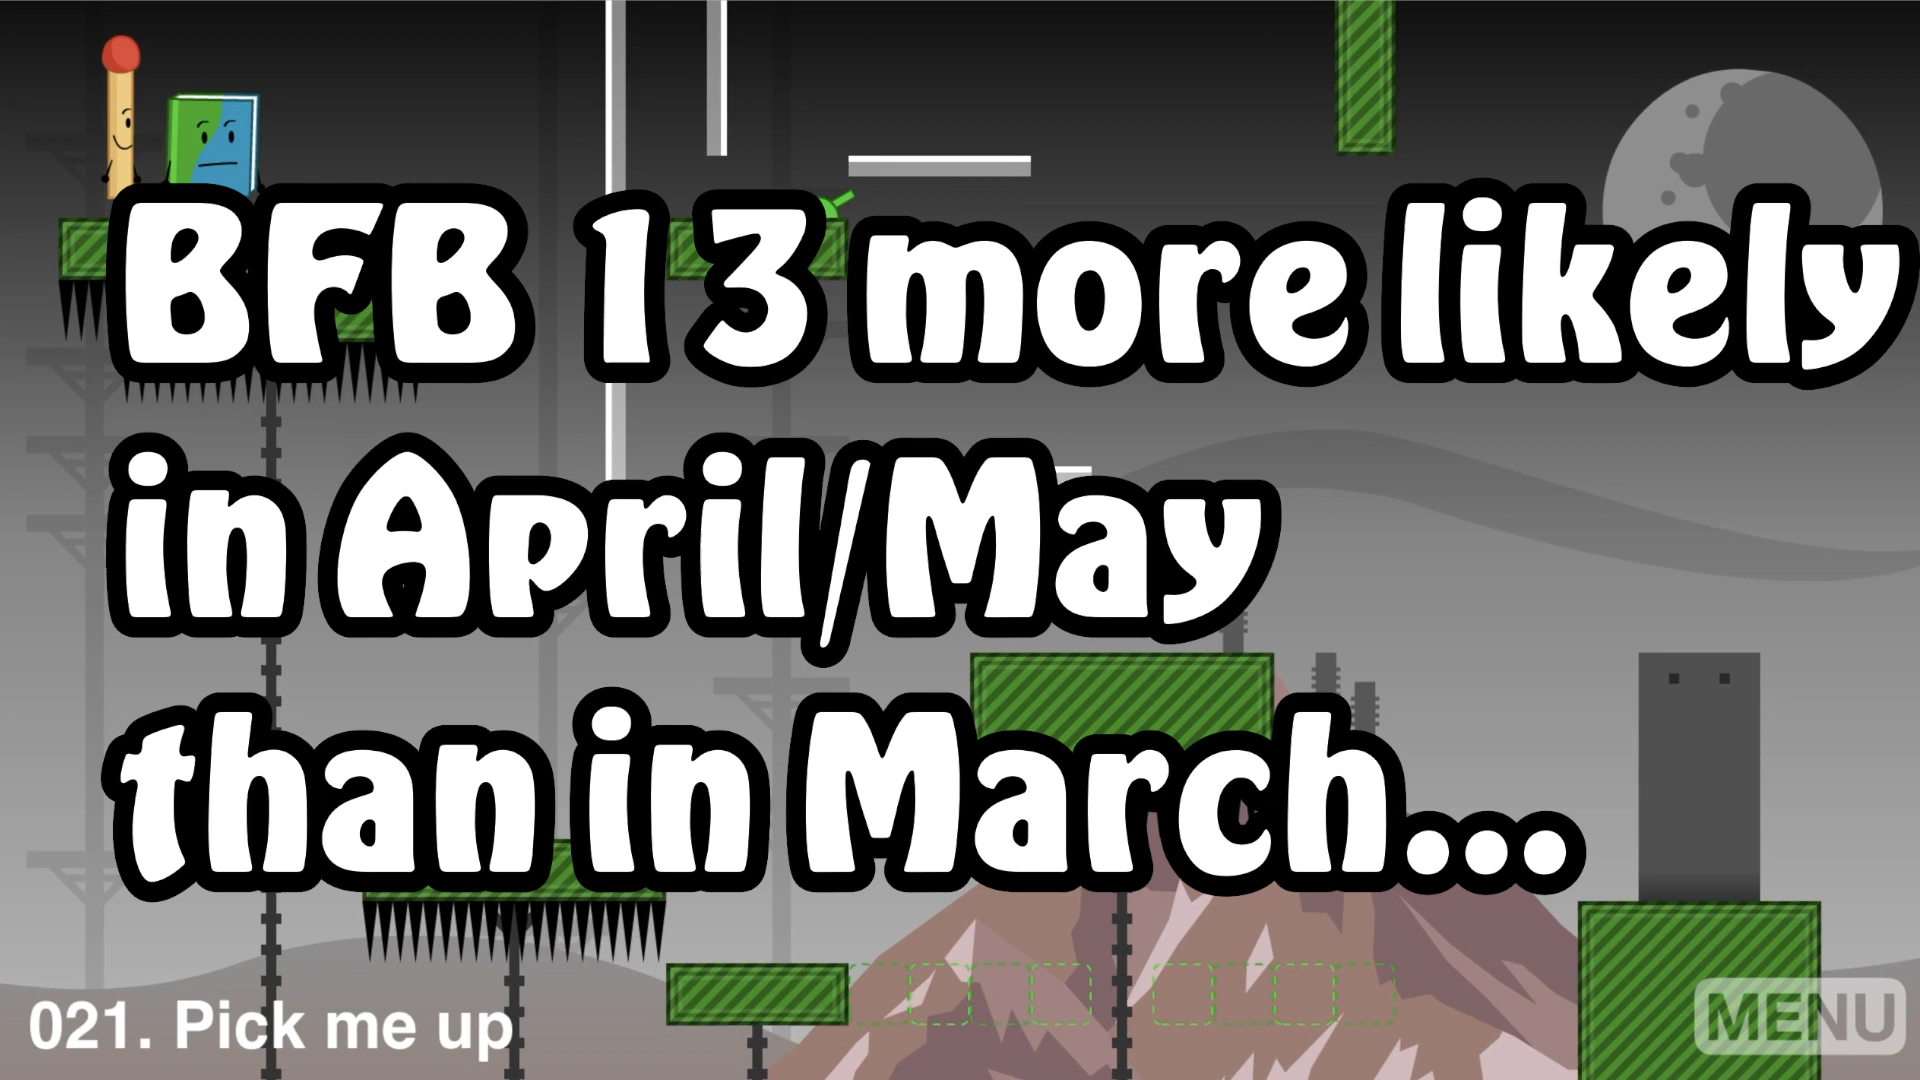 BFB 13 more likely
in April/May
than in March...
021. Pick me up
MENU